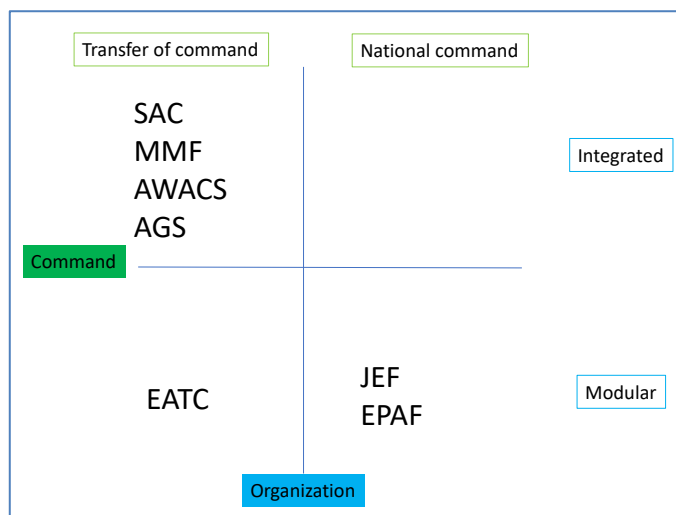 Transfer of command
National command
SAC
MMF
AWACS
AGS
Integrated
Command
EATC
JEF
EPAF
Modular
Organization